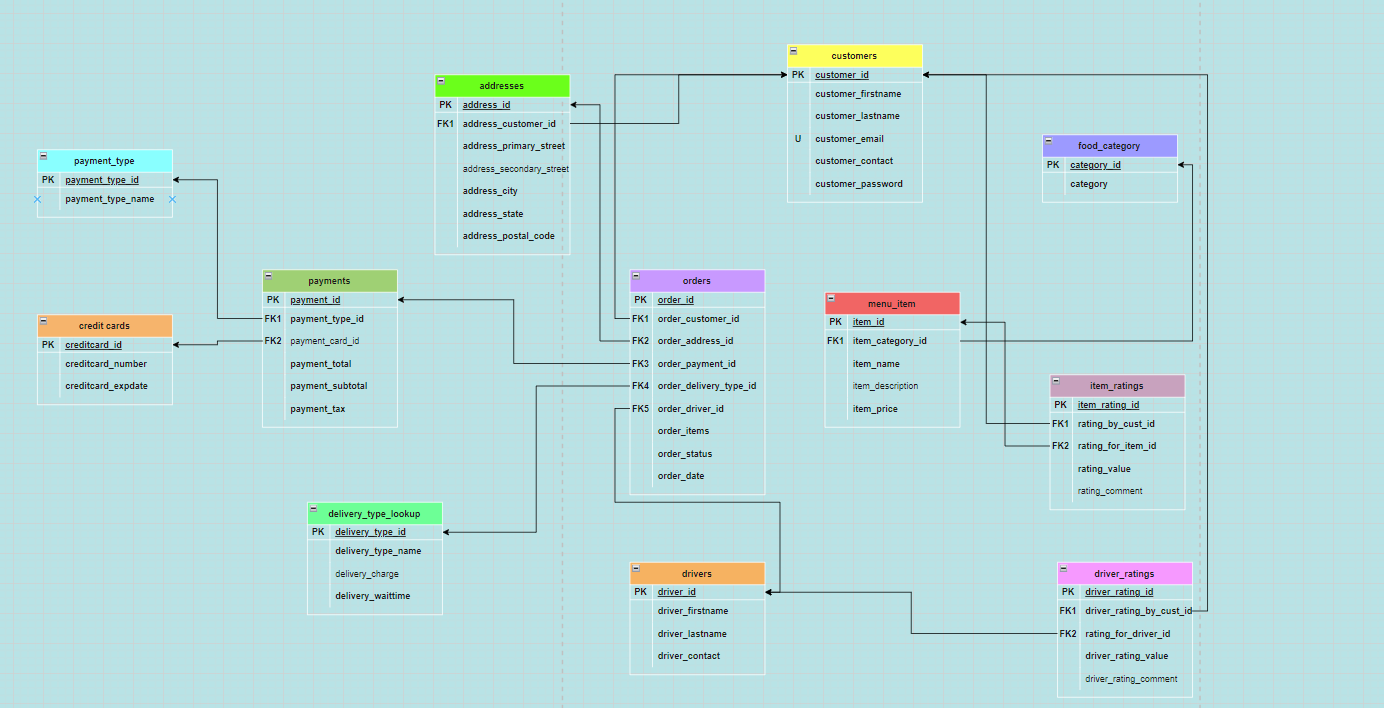 customers
PK customer_id
customer_firstname
customer_lastname
U customer_email
customer_contact
customer_password
addresses
PK address_id
FK1 address_customer_id
address_primary_street
address_secondary_street
address_city
address_state
address_postal_code
food_category
PK category_id
category
payment_type
PK payment_type_id
payment_type_name
payments
PK payment_id
FK1 payment_type_id
FK2 payment_card_id
payment_total
payment_subtotal
payment_tax
orders
PK order_id
FK1 order_customer_id
FK2 order_address_id
FK3 order_payment_id
FK4 order_delivery_type_id
FK5 order_driver_id
order_items
order_status
order_date
menu_item
PK item_id
FK1 item_category_id
item_name
item_description
item_price
credit cards
PK creditcard_id
creditcard_number
creditcard_expdate
item_ratings
PK item_rating_id
FK1 rating_by_cust_id
FK2 rating_for_item_id
rating_value
rating_comment
delivery_type_lookup
PK delivery_type_id
delivery_type_name
delivery_charge
delivery_waittime
drivers
PK driver_id
driver_firstname
driver_lastname
driver_contact
driver_ratings
PK driver_rating_id
FK1 driver_rating_by_cust_id
FK2 rating_for_driver_id
driver_rating_value
driver_rating_comment